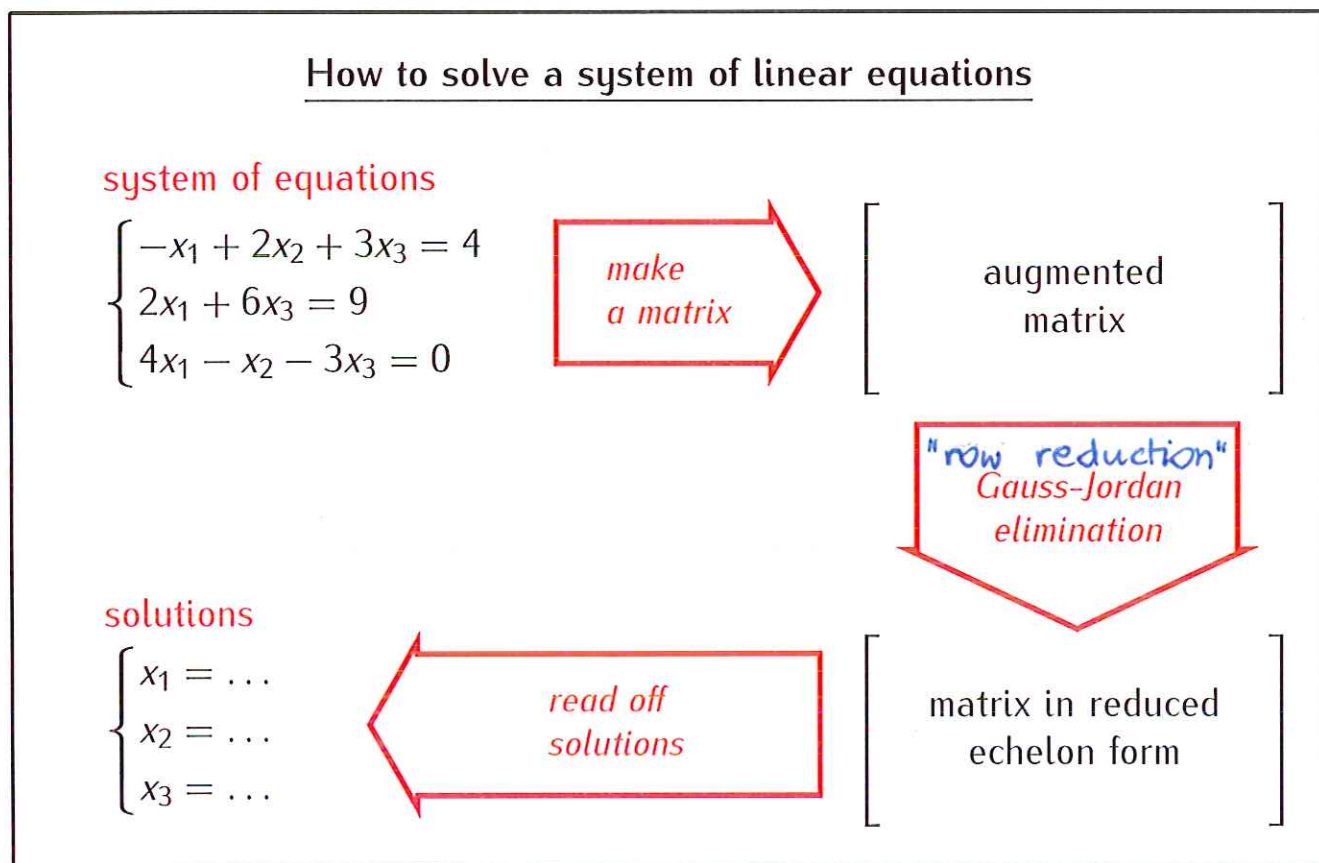 How to solve a system of linear equations
system of equations
−x₁ + 2x₂ + 3x₃ = 4
2x₁ + 6x₃ = 9
4x₁ − x₂ − 3x₃ = 0
make
a matrix
augmented
matrix
"row reduction"
Gauss-Jordan
elimination
matrix in reduced
echelon form
read off
solutions
solutions
x₁ = ...
x₂ = ...
x₃ = ...